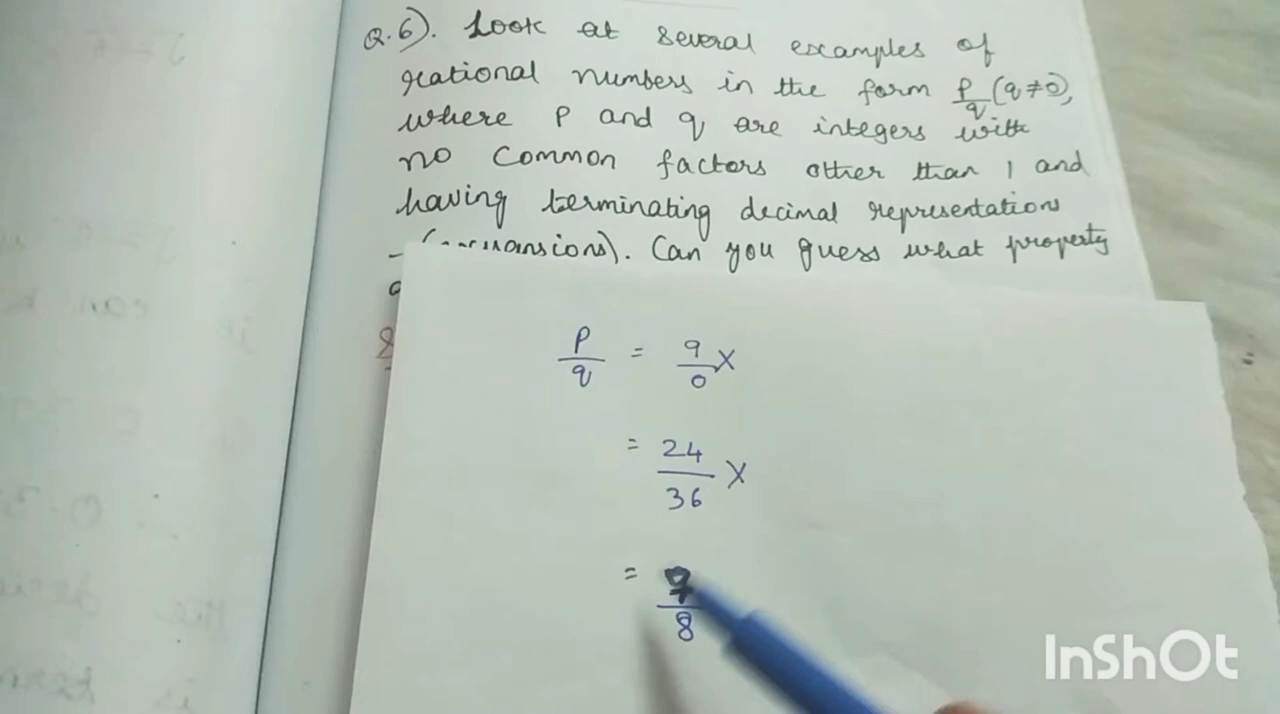 Q.6). Look at several examples of
rational numbers in the form p/q (q≠0),
where p and q are integers with
no common factors other than 1 and
having terminating decimal representations
Can you guess what property
p/q = 9/0 X
= 24/36 X
= 9/8
InShOt